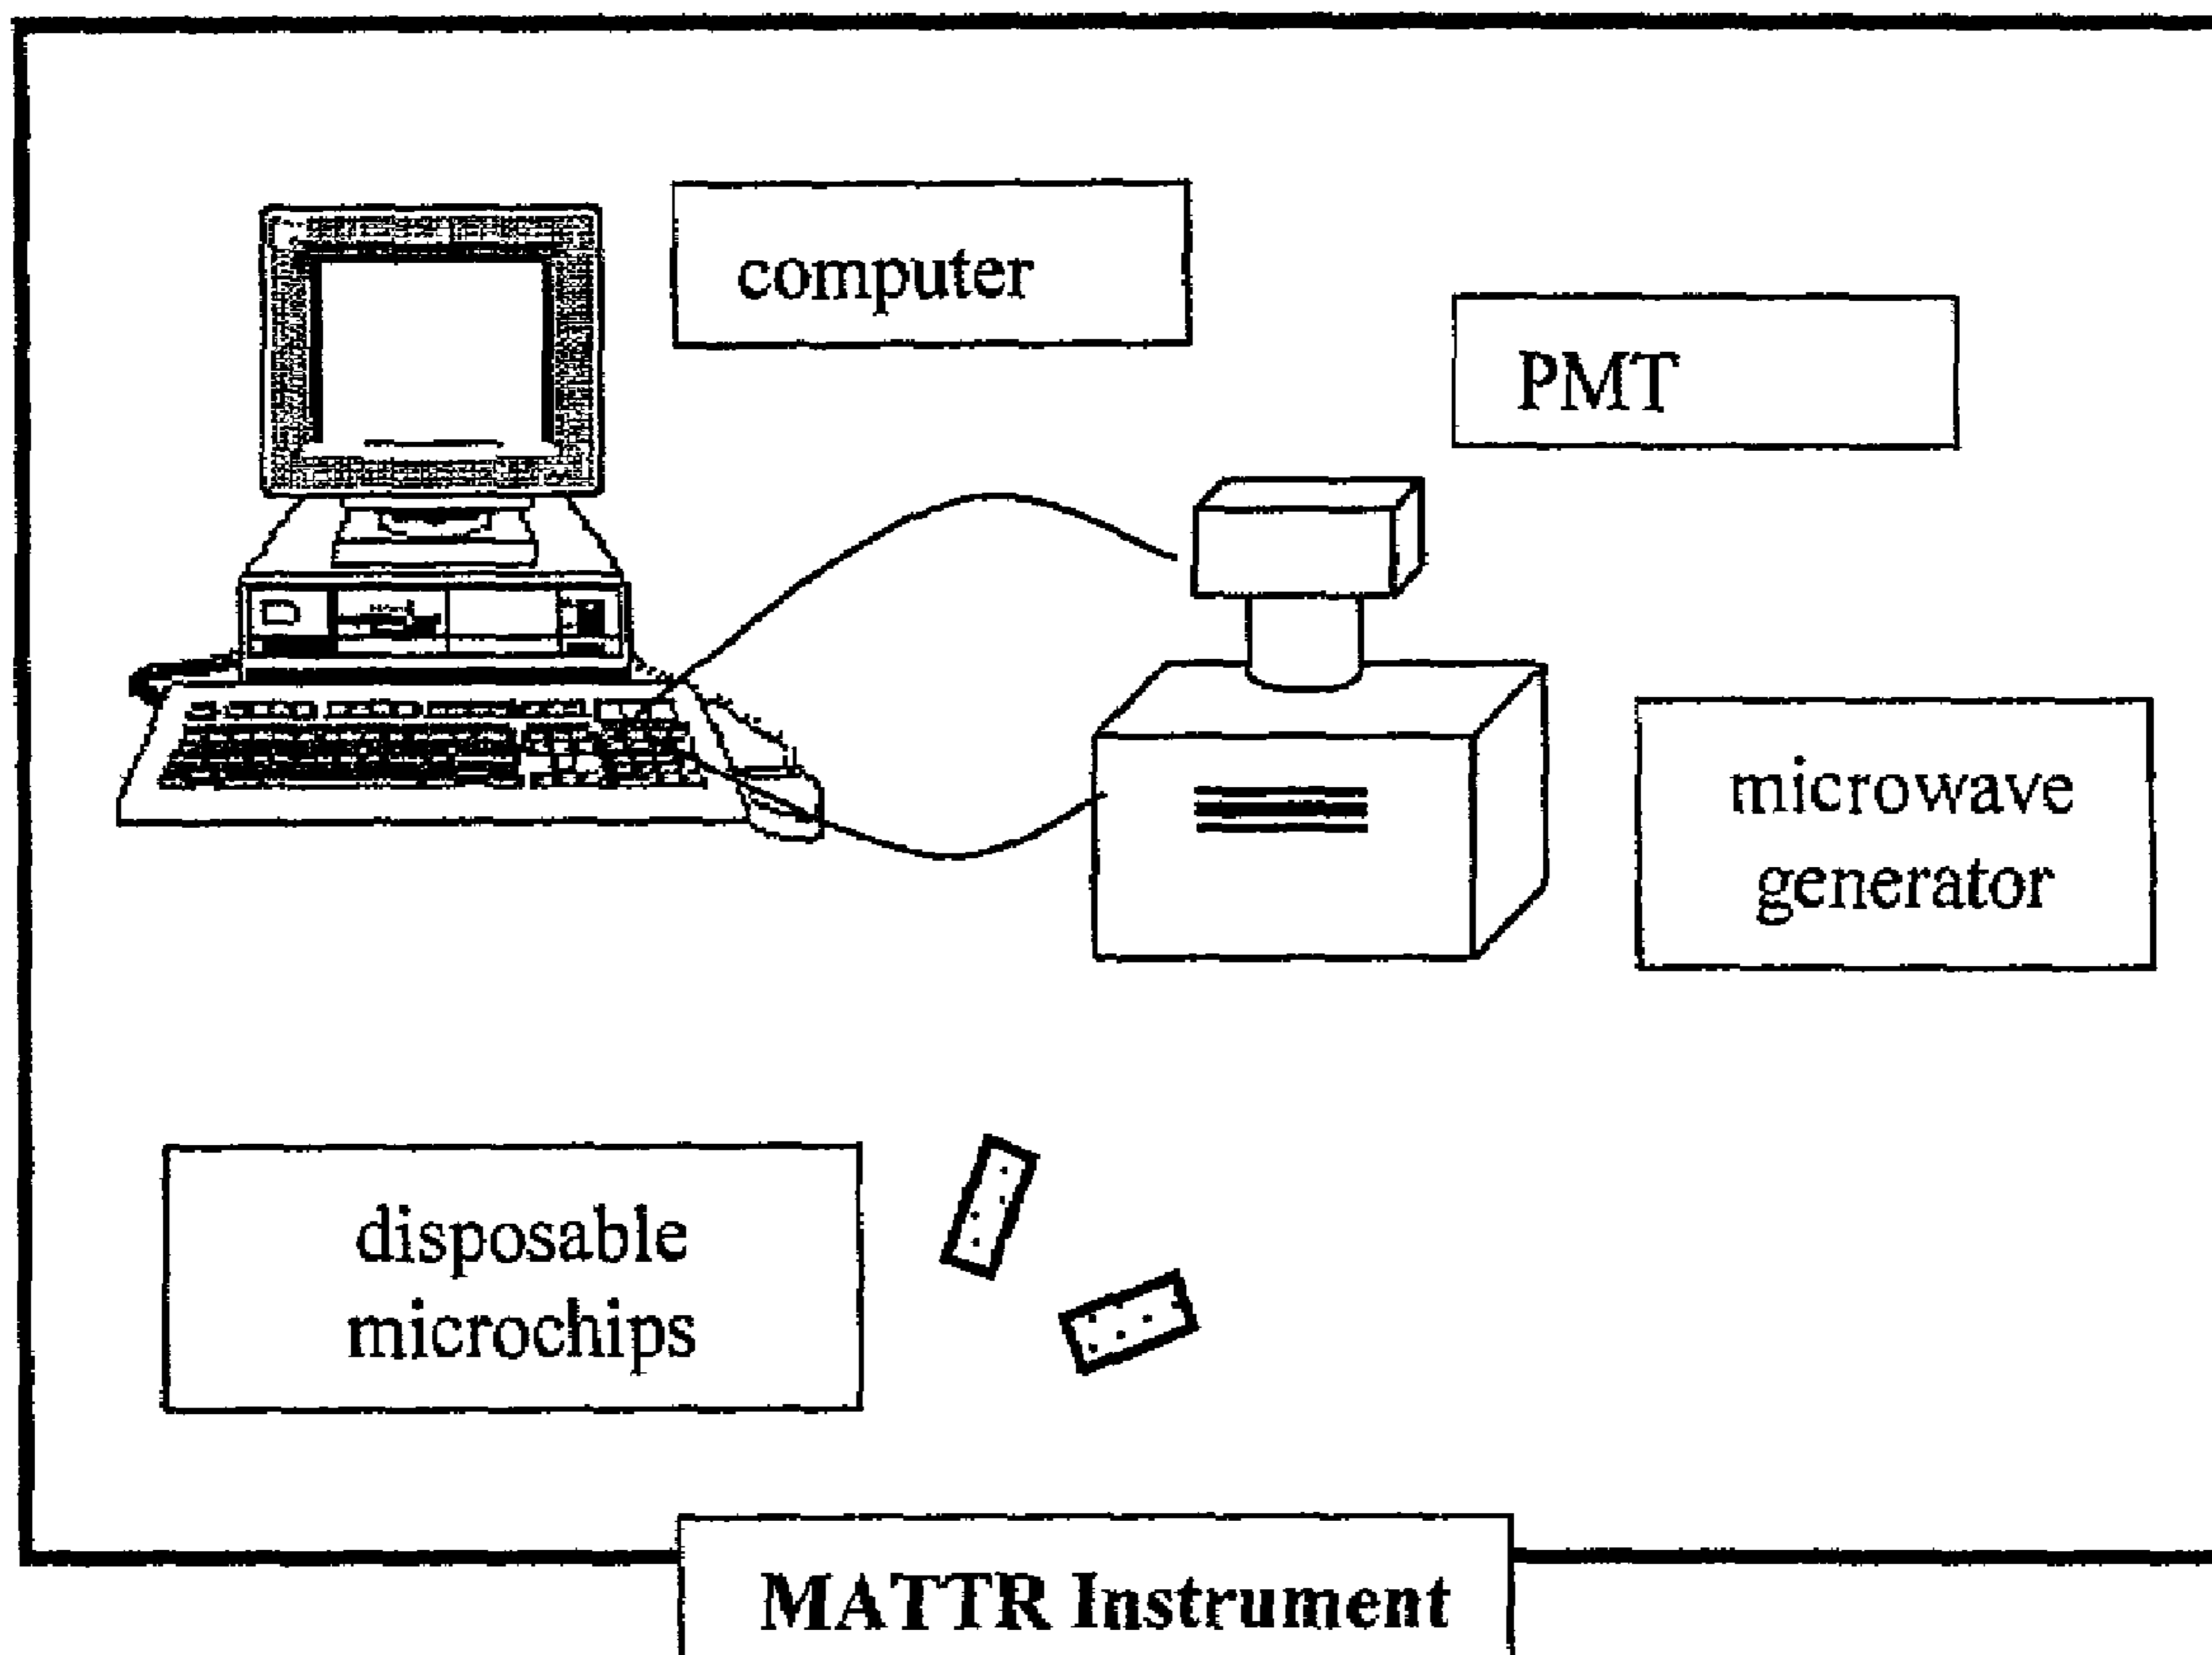 computer
PMT
microwave
generator
disposable
microchips
MATTR Instrument